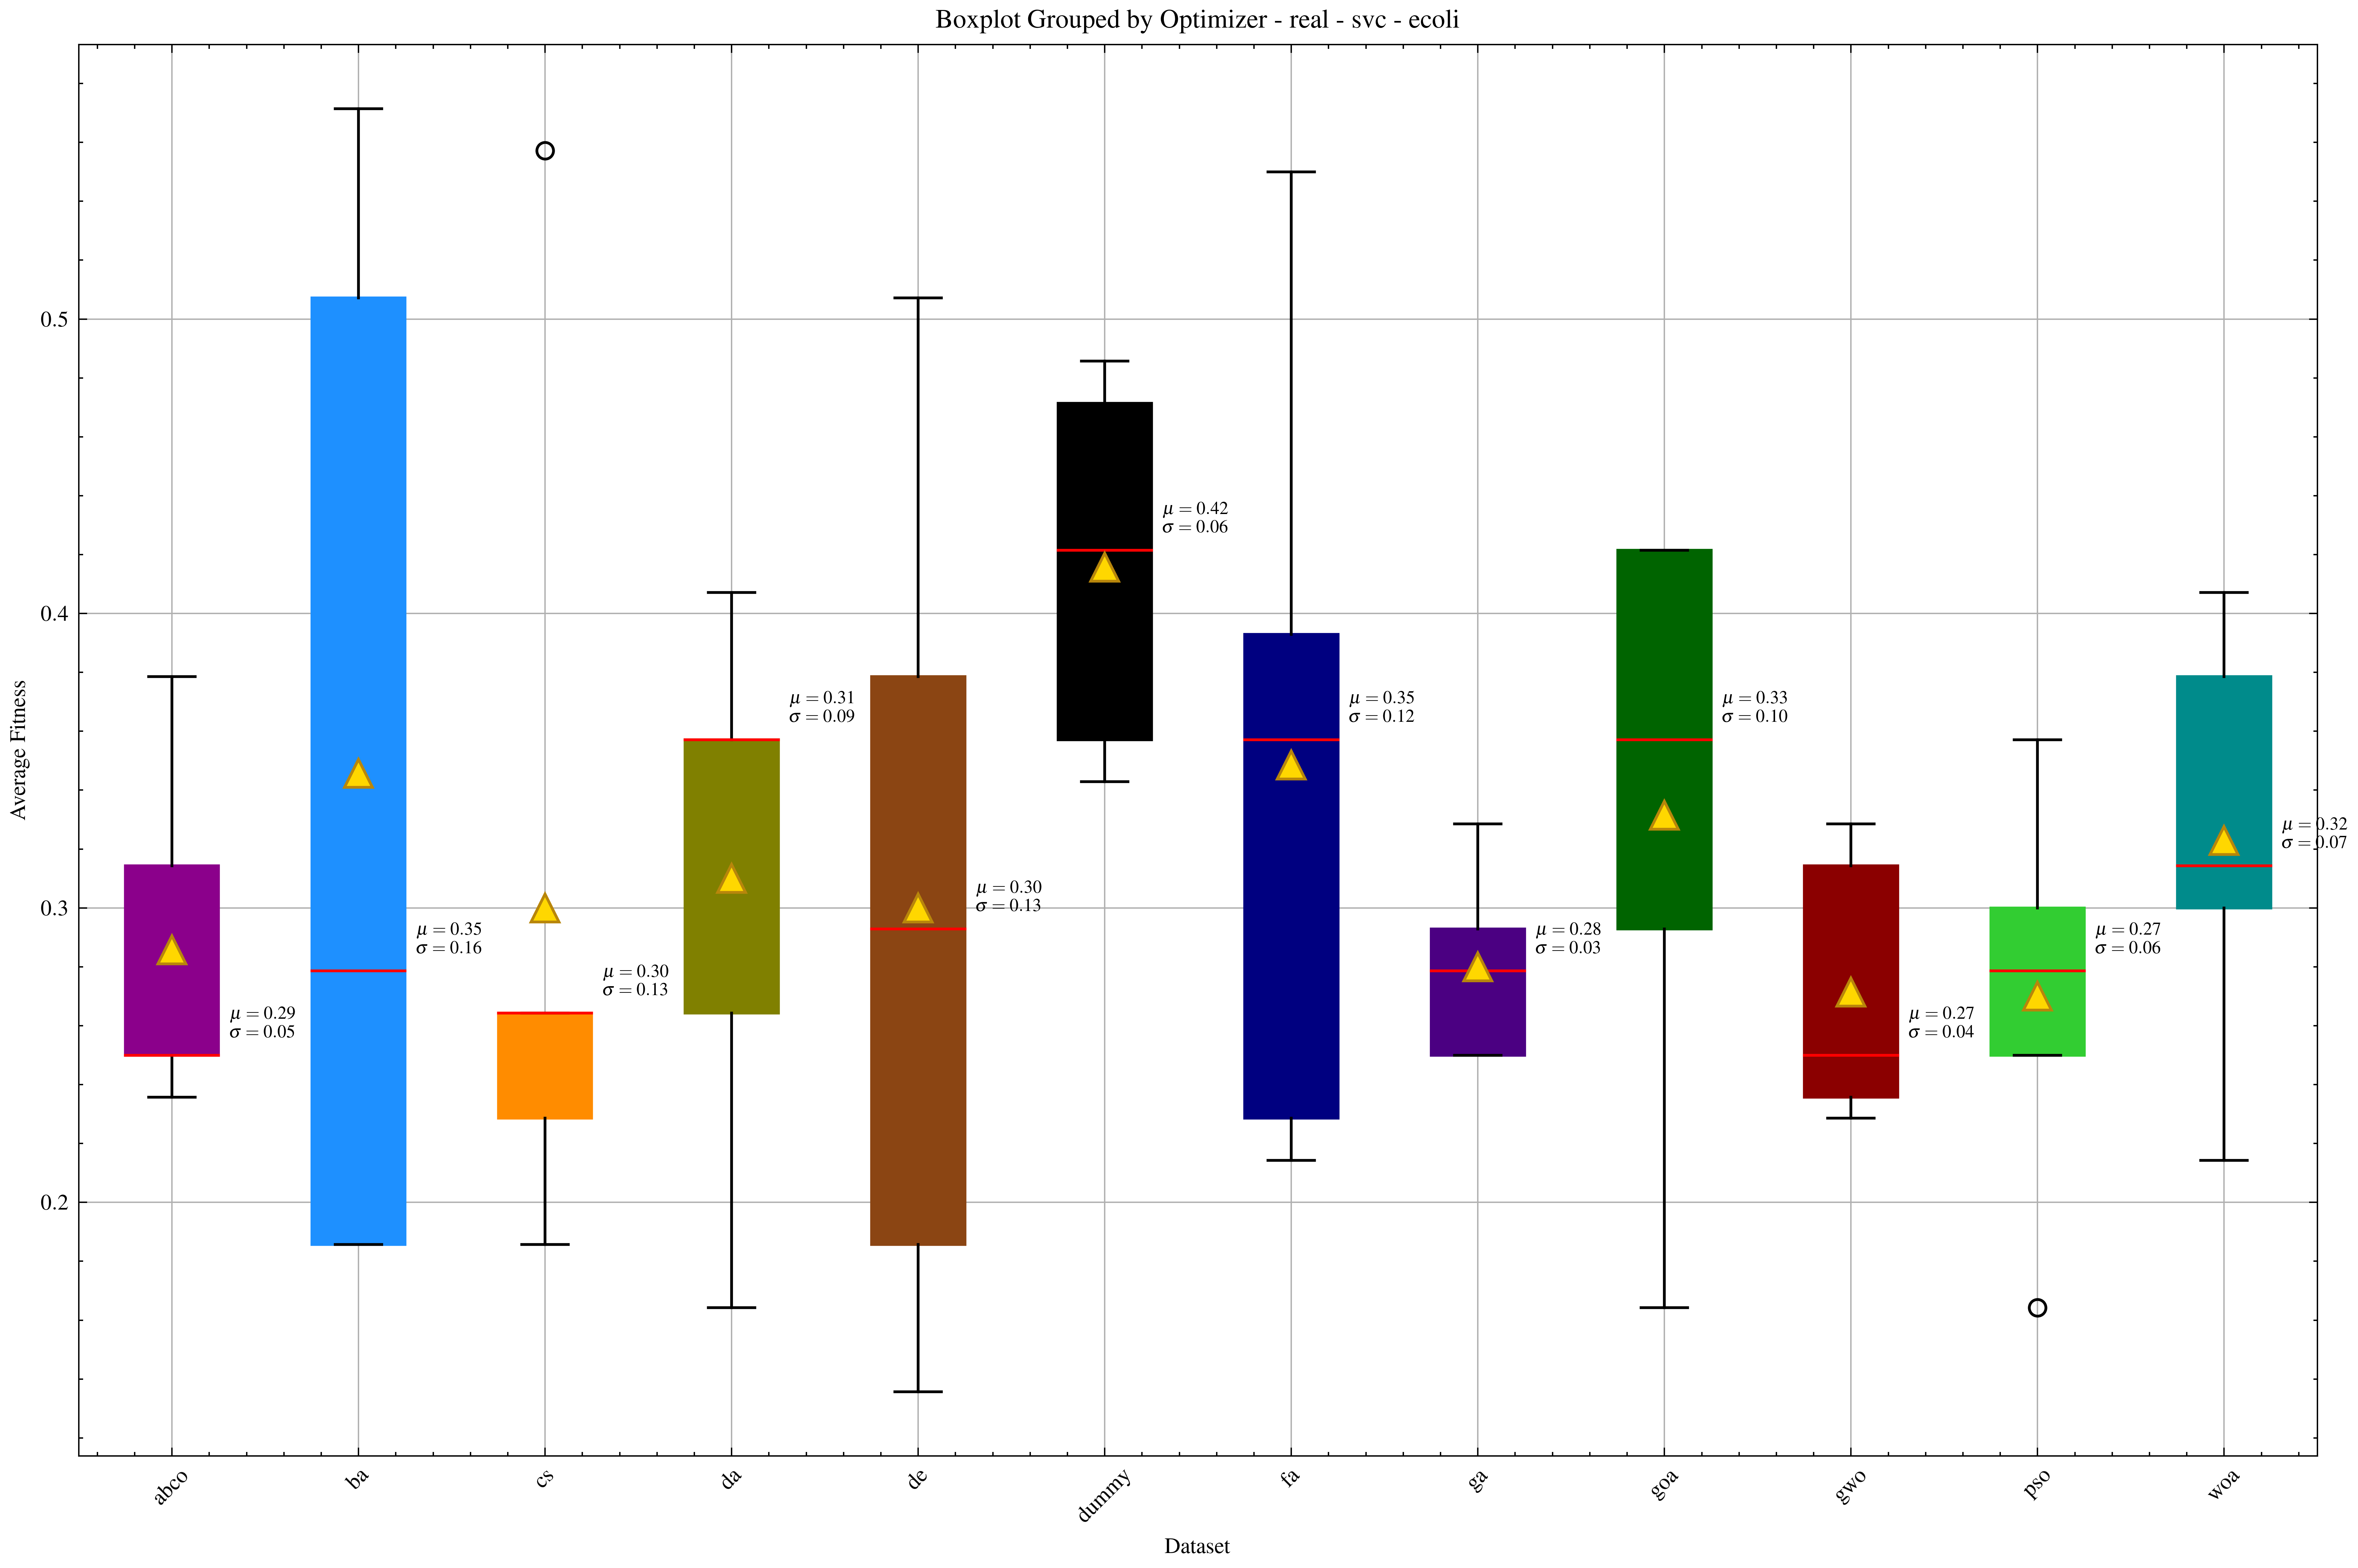 Boxplot Grouped by Optimizer - real - svc - ecoli
Average Fitness
0.5
0.4
0.3
0.2
μ = 0.29
σ = 0.05
μ = 0.35
σ = 0.16
μ = 0.30
σ = 0.13
μ = 0.31
σ = 0.09
μ = 0.30
σ = 0.13
μ = 0.42
σ = 0.06
μ = 0.35
σ = 0.12
μ = 0.28
σ = 0.03
μ = 0.33
σ = 0.10
μ = 0.27
σ = 0.04
μ = 0.27
σ = 0.06
μ = 0.32
σ = 0.07
abco
ba
cs
da
de
dummy
fa
ga
goa
gwo
pso
woa
Dataset